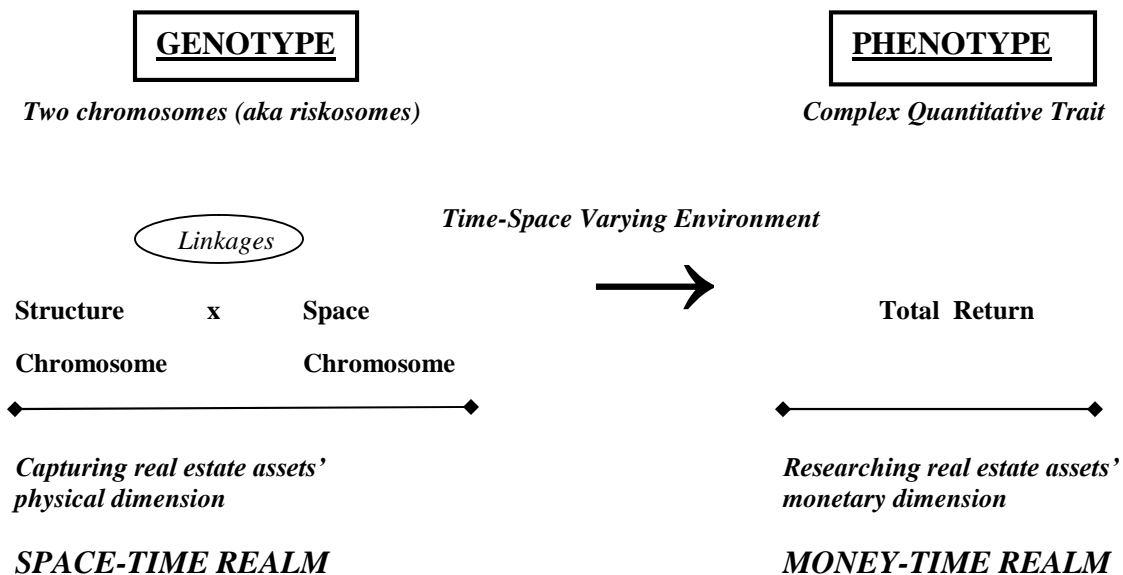 GENOTYPE
PHENOTYPE
Two chromosomes (aka riskosomes)
Complex Quantitative Trait
Time-Space Varying Environment
Linkages
Structure x Space
Total Return
Chromosome Chromosome
Capturing real estate assets’
physical dimension
Researching real estate assets’
monetary dimension
SPACE-TIME REALM
MONEY-TIME REALM